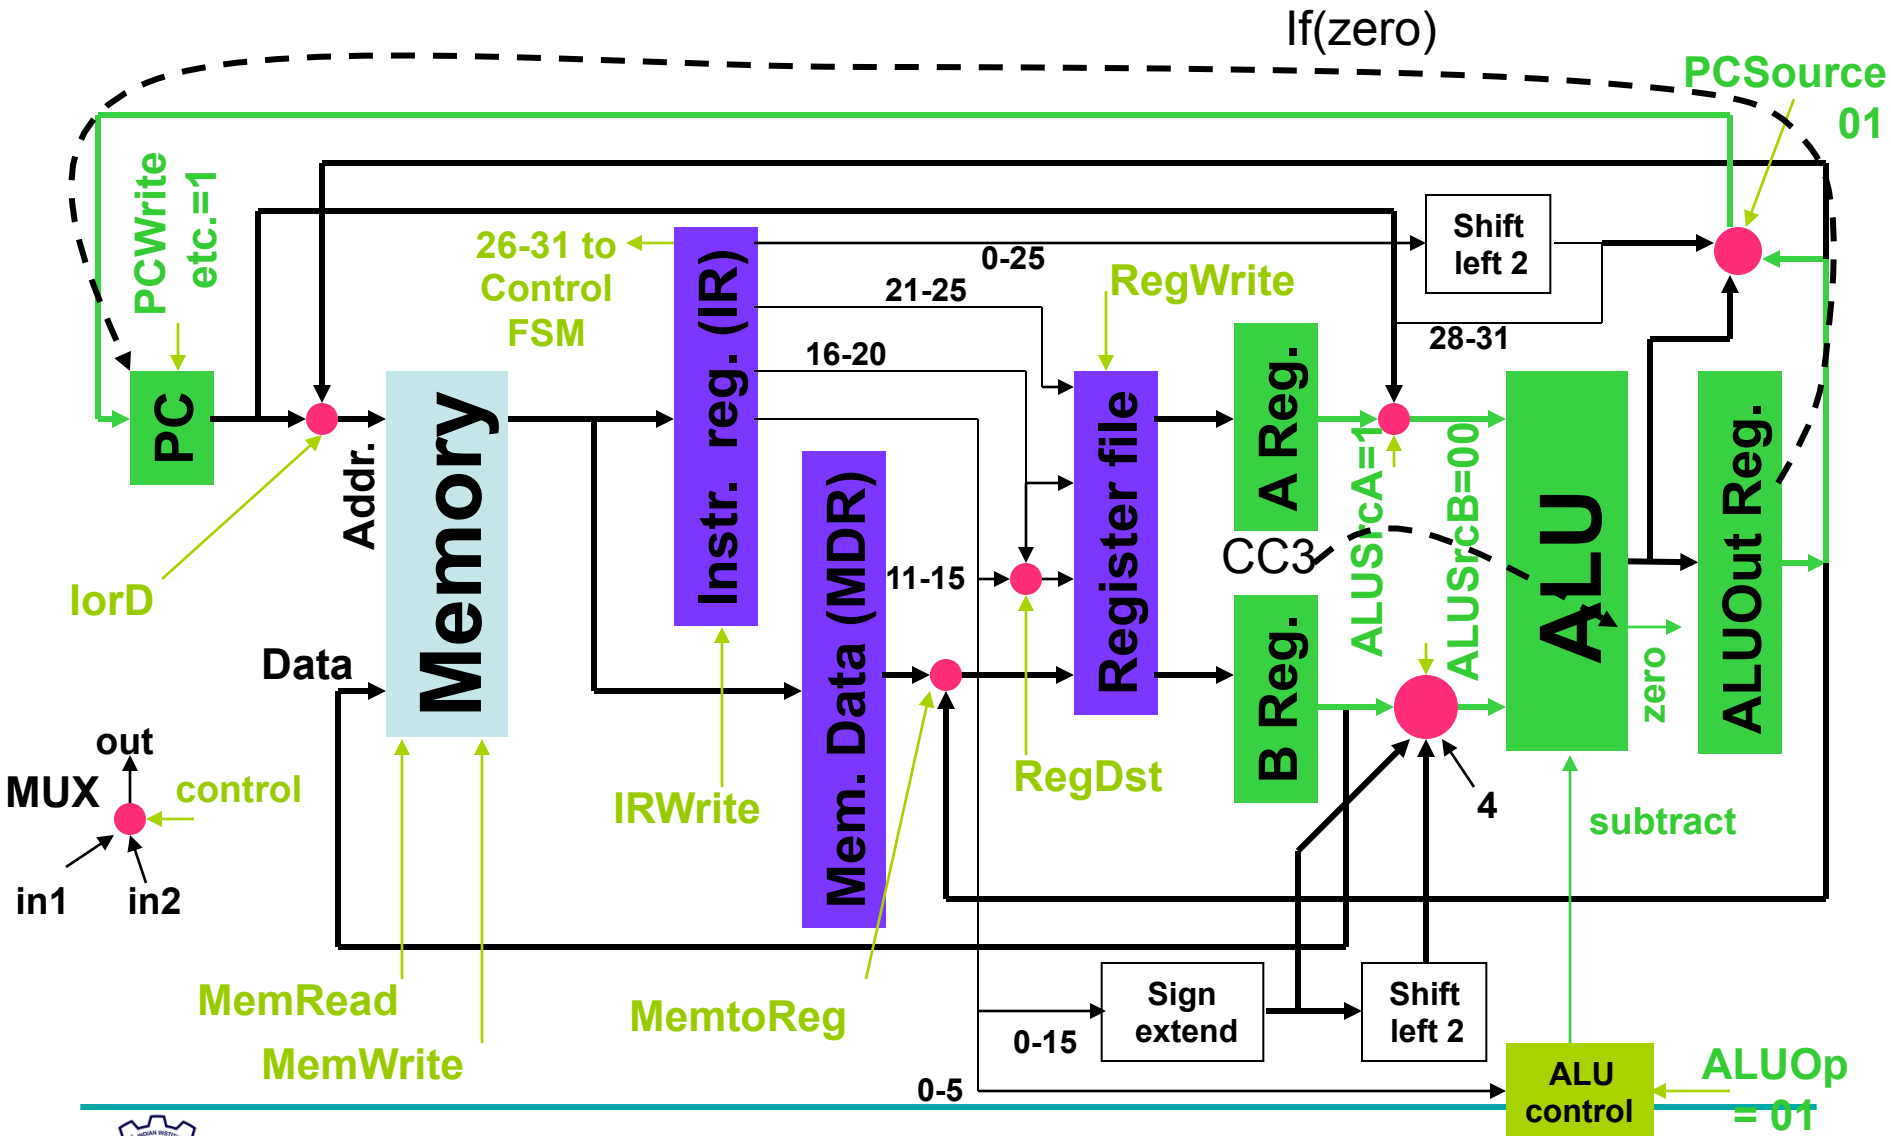 If(zero)
PCSource
01
PCWrite
etc.=1
26-31 to
Control
FSM
0-25
Shift
left 2
21-25
RegWrite
28-31
16-20
PC
Addr.
Memory
Instr. reg. (IR)
Mem. Data (MDR)
Register file
A Reg.
ALUSrcA=1
ALUSrcB=00
ALU
ALUOut Reg.
CC3
11-15
IorD
Data
B Reg.
zero
out
MUX
control
in1
in2
IRWrite
RegDst
4
subtract
MemRead
MemWrite
MemtoReg
Sign
extend
Shift
left 2
0-15
0-5
ALU
control
ALUOp
= 01